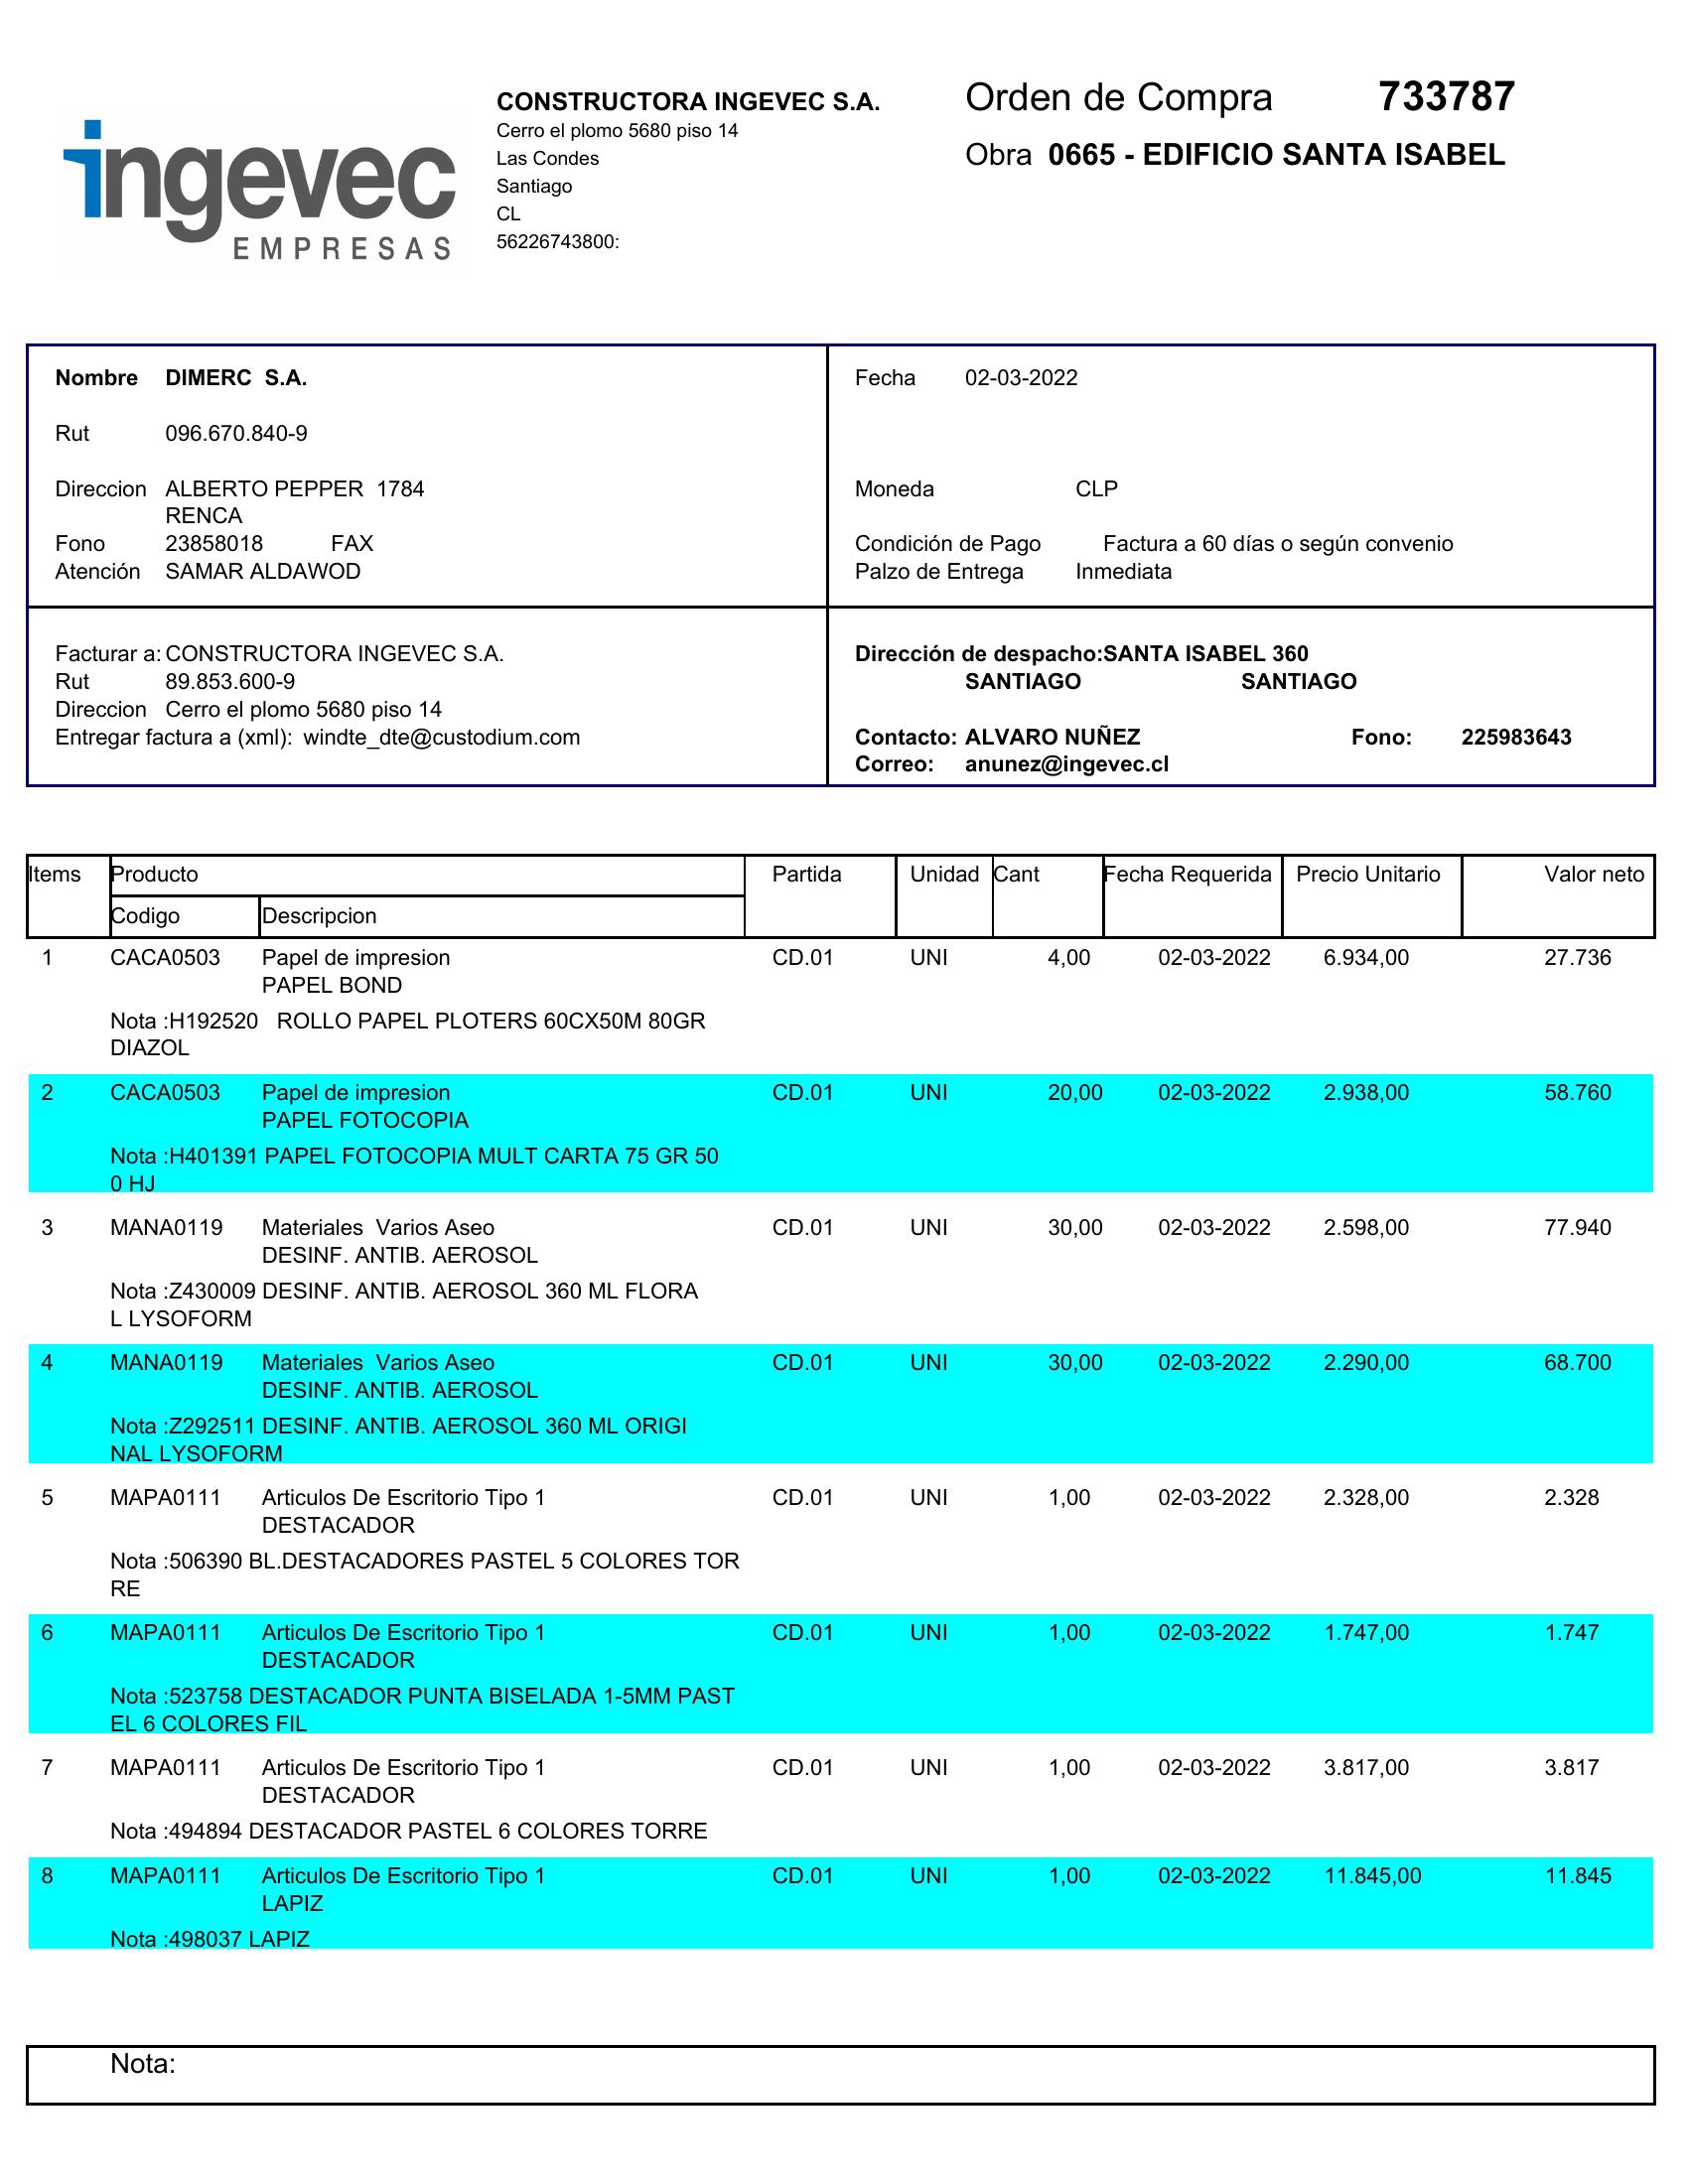 ingevec
EMPRESAS
CONSTRUCTORA INGEVEC S.A.
Cerro el plomo 5680 piso 14
Las Condes
Santiago
CL
56226743800:
Orden de Compra 733787
Obra 0665 - EDIFICIO SANTA ISABEL
Nombre DIMERC S.A.
Rut 096.670.840-9
Direccion ALBERTO PEPPER 1784
RENCA
Fono 23858018 FAX
Atención SAMAR ALDAWOD
Fecha 02-03-2022
Moneda CLP
Condición de Pago Factura a 60 días o según convenio
Palzo de Entrega Inmediata
Facturar a: CONSTRUCTORA INGEVEC S.A.
Rut 89.853.600-9
Direccion Cerro el plomo 5680 piso 14
Entregar factura a (xml): windte_dte@custodium.com
Dirección de despacho:SANTA ISABEL 360
SANTIAGO SANTIAGO
Contacto: ALVARO NUÑEZ Fono: 225983643
Correo: anunez@ingevec.cl
Items Producto Partida Unidad Cant Fecha Requerida Precio Unitario Valor neto
Codigo Descripcion
1 CACA0503 Papel de impresion CD.01 UNI 4,00 02-03-2022 6.934,00 27.736
PAPEL BOND
Nota :H192520 ROLLO PAPEL PLOTERS 60CX50M 80GR
DIAZOL
2 CACA0503 Papel de impresion CD.01 UNI 20,00 02-03-2022 2.938,00 58.760
PAPEL FOTOCOPIA
Nota :H401391 PAPEL FOTOCOPIA MULT CARTA 75 GR 50
0 HJ
3 MANA0119 Materiales Varios Aseo CD.01 UNI 30,00 02-03-2022 2.598,00 77.940
DESINF. ANTIB. AEROSOL
Nota :Z430009 DESINF. ANTIB. AEROSOL 360 ML FLORA
L LYSOFORM
4 MANA0119 Materiales Varios Aseo CD.01 UNI 30,00 02-03-2022 2.290,00 68.700
DESINF. ANTIB. AEROSOL
Nota :Z292511 DESINF. ANTIB. AEROSOL 360 ML ORIGI
NAL LYSOFORM
5 MAPA0111 Articulos De Escritorio Tipo 1 CD.01 UNI 1,00 02-03-2022 2.328,00 2.328
DESTACADOR
Nota :506390 BL.DESTACADORES PASTEL 5 COLORES TOR
RE
6 MAPA0111 Articulos De Escritorio Tipo 1 CD.01 UNI 1,00 02-03-2022 1.747,00 1.747
DESTACADOR
Nota :523758 DESTACADOR PUNTA BISELADA 1-5MM PAST
EL 6 COLORES FIL
7 MAPA0111 Articulos De Escritorio Tipo 1 CD.01 UNI 1,00 02-03-2022 3.817,00 3.817
DESTACADOR
Nota :494894 DESTACADOR PASTEL 6 COLORES TORRE
8 MAPA0111 Articulos De Escritorio Tipo 1 CD.01 UNI 1,00 02-03-2022 11.845,00 11.845
LAPIZ
Nota :498037 LAPIZ
Nota: